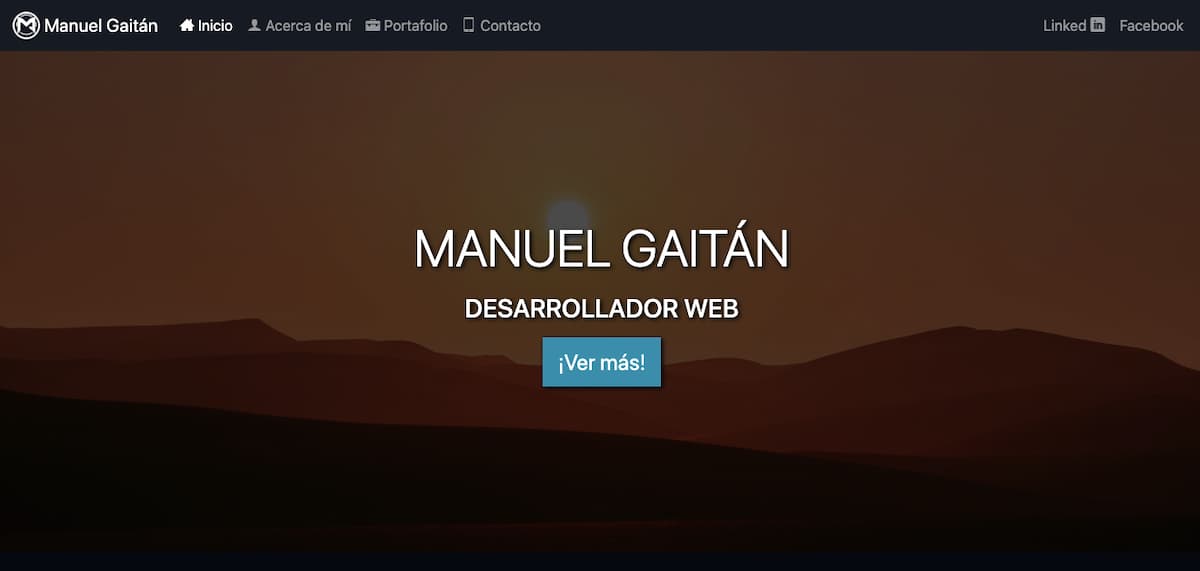 Manuel Gaitán Inicio Acerca de mí Portafolio Contacto Linked in Facebook
MANUEL GAITÁN
DESARROLLADOR WEB
¡Ver más!